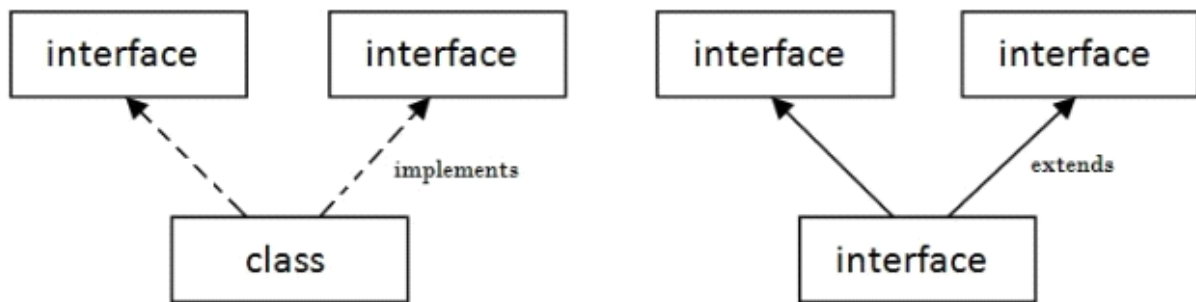 interface interface interface interface
implements extends
class interface